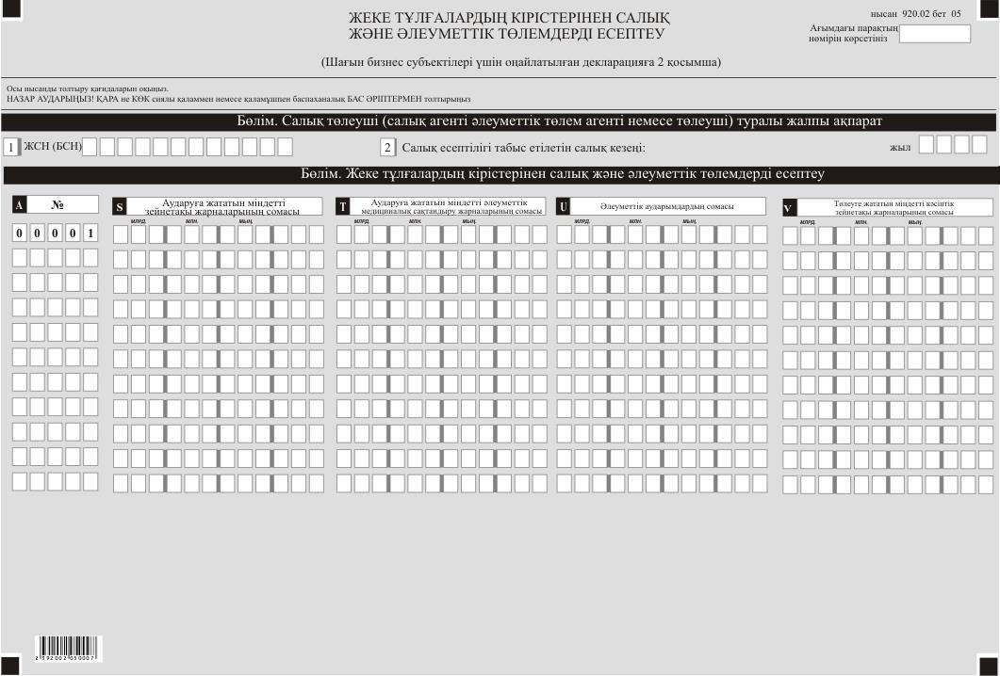 ЖЕКЕ ТҰЛҒАЛАРДЫҢ КІРІСТЕРІНЕН САЛЫҚ
ЖӘНЕ ӘЛЕУМЕТТІК ТӨЛЕМДЕРДІ ЕСЕПТЕУ
нысан 920.02 бет 05
Ағымдағы парақтың
нөмірін көрсетіңіз
(Шағын бизнес субъектілері үшін оңайлатылған декларацияға 2 қосымша)
Осы нысанды толтыру қағидаларын оқыңыз.
НАЗАР АУДАРЫҢЫЗ! ҚАРА не КӨК сиялы қаламмен немесе қаламұшпен баспаханалық БАС ӘРІПТЕРМЕН толтырыңыз
Бөлім. Салық төлеуші (салық агенті әлеуметтік төлем агенті немесе төлеуші) туралы жалпы ақпарат
1 ЖСН (БСН)
2 Салық есептілігі табыс етілетін салық кезеңі:
жыл
Бөлім. Жеке тұлғалардың кірістерінен салық және әлеуметтік төлемдерді есептеу
A №
S Аударуға жататын міндетті
зейнетақы жарналарының сомасы
T Аударуға жататын міндетті әлеуметтік
медициналық сақтандыру жарналарының сомасы
U Әлеуметтік аударымдардың сомасы
V Төлеуге жататын міндетті кәсіптік
зейнетақы жарналарының сомасы
млрд. млн. мың.
млрд. млн. мың.
млрд. млн. мың.
млрд. млн. мың.
0 0 0 0 1
2 392002 050007